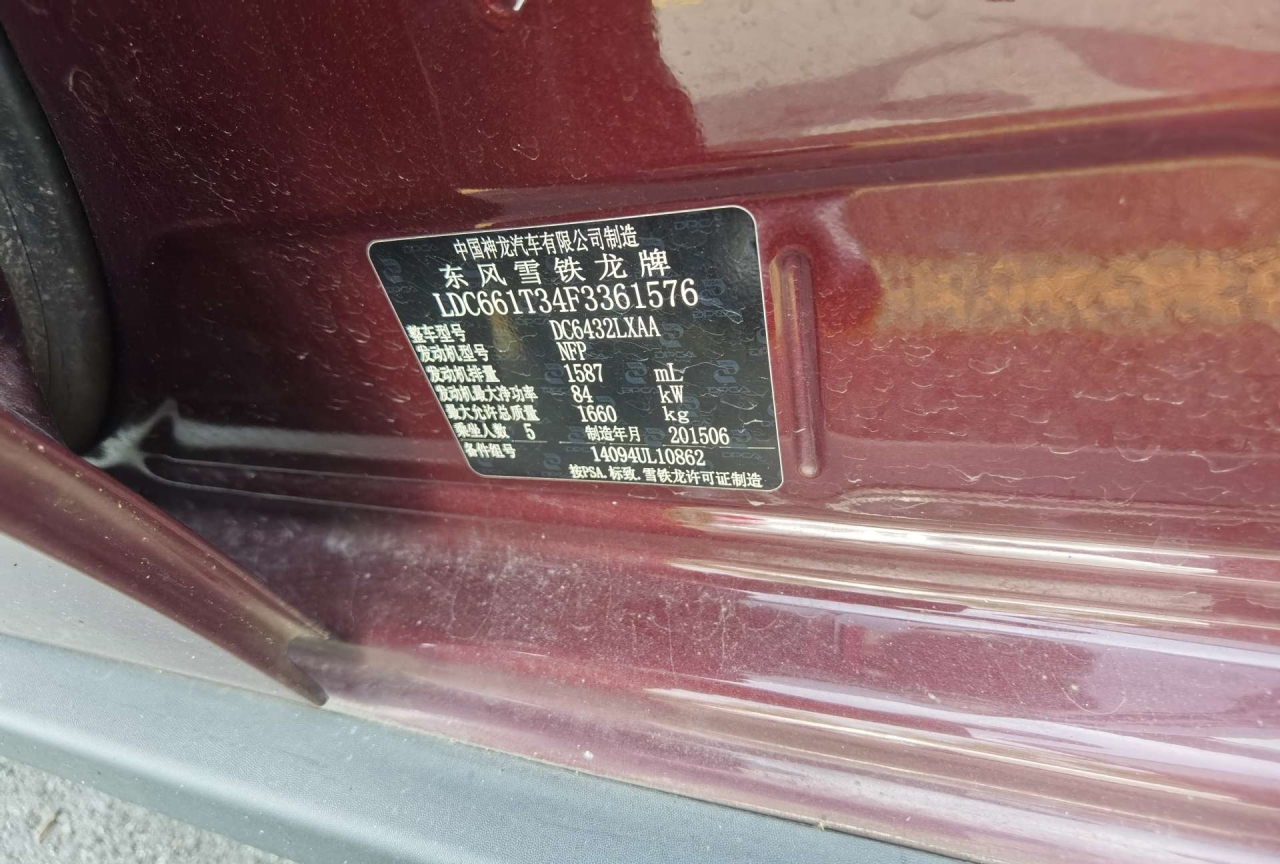 中国神龙汽车有限公司制造
东风雪铁龙牌
LDC661T34F3361576
整车型号 DC6432LXAA
发动机型号 NFP
发动机排量 1587 mL
发动机最大净功率 84 kW
最大允许总质量 1660 kg
乘坐人数 5 制造年月 201506
备件组号 14094UL10862
按PSA.标致.雪铁龙许可证制造